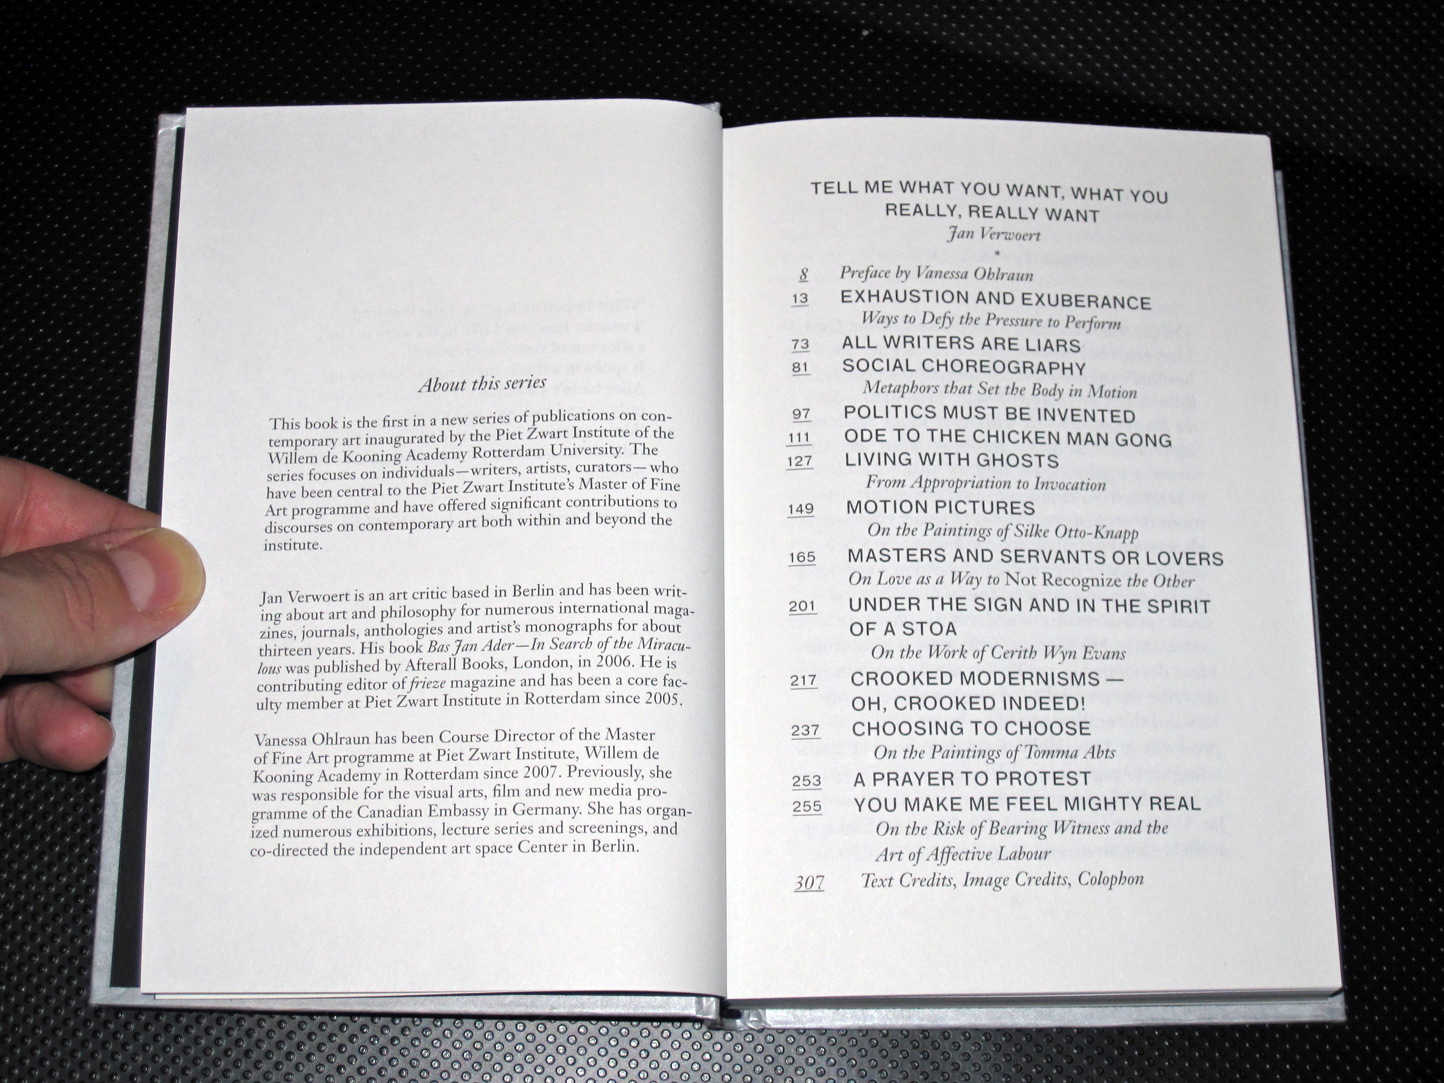 About this series
This book is the first in a new series of publications on con-
temporary art inaugurated by the Piet Zwart Institute of the
Willem de Kooning Academy Rotterdam University. The
series focuses on individuals—writers, artists, curators—who
have been central to the Piet Zwart Institute's Master of Fine
Art programme and have offered significant contributions to
discourses on contemporary art both within and beyond the
institute.
Jan Verwoert is an art critic based in Berlin and has been writ-
ing about art and philosophy for numerous international maga-
zines, journals, anthologies and artist's monographs for about
thirteen years. His book Bas Jan Ader—In Search of the Miracu-
lous was published by Afterall Books, London, in 2006. He is
contributing editor of frieze magazine and has been a core fac-
ulty member at Piet Zwart Institute in Rotterdam since 2005.
Vanessa Ohlraun has been Course Director of the Master
of Fine Art programme at Piet Zwart Institute, Willem de
Kooning Academy in Rotterdam since 2007. Previously, she
was responsible for the visual arts, film and new media pro-
gramme of the Canadian Embassy in Germany. She has organ-
ized numerous exhibitions, lecture series and screenings, and
co-directed the independent art space Center in Berlin.
TELL ME WHAT YOU WANT, WHAT YOU
REALLY, REALLY WANT
Jan Verwoert
*
8 Preface by Vanessa Ohlraun
13 EXHAUSTION AND EXUBERANCE
Ways to Defy the Pressure to Perform
73 ALL WRITERS ARE LIARS
81 SOCIAL CHOREOGRAPHY
Metaphors that Set the Body in Motion
97 POLITICS MUST BE INVENTED
111 ODE TO THE CHICKEN MAN GONG
127 LIVING WITH GHOSTS
From Appropriation to Invocation
149 MOTION PICTURES
On the Paintings of Silke Otto-Knapp
165 MASTERS AND SERVANTS OR LOVERS
On Love as a Way to Not Recognize the Other
201 UNDER THE SIGN AND IN THE SPIRIT
OF A STOA
On the Work of Cerith Wyn Evans
217 CROOKED MODERNISMS —
OH, CROOKED INDEED!
237 CHOOSING TO CHOOSE
On the Paintings of Tomma Abts
253 A PRAYER TO PROTEST
255 YOU MAKE ME FEEL MIGHTY REAL
On the Risk of Bearing Witness and the
Art of Affective Labour
307 Text Credits, Image Credits, Colophon